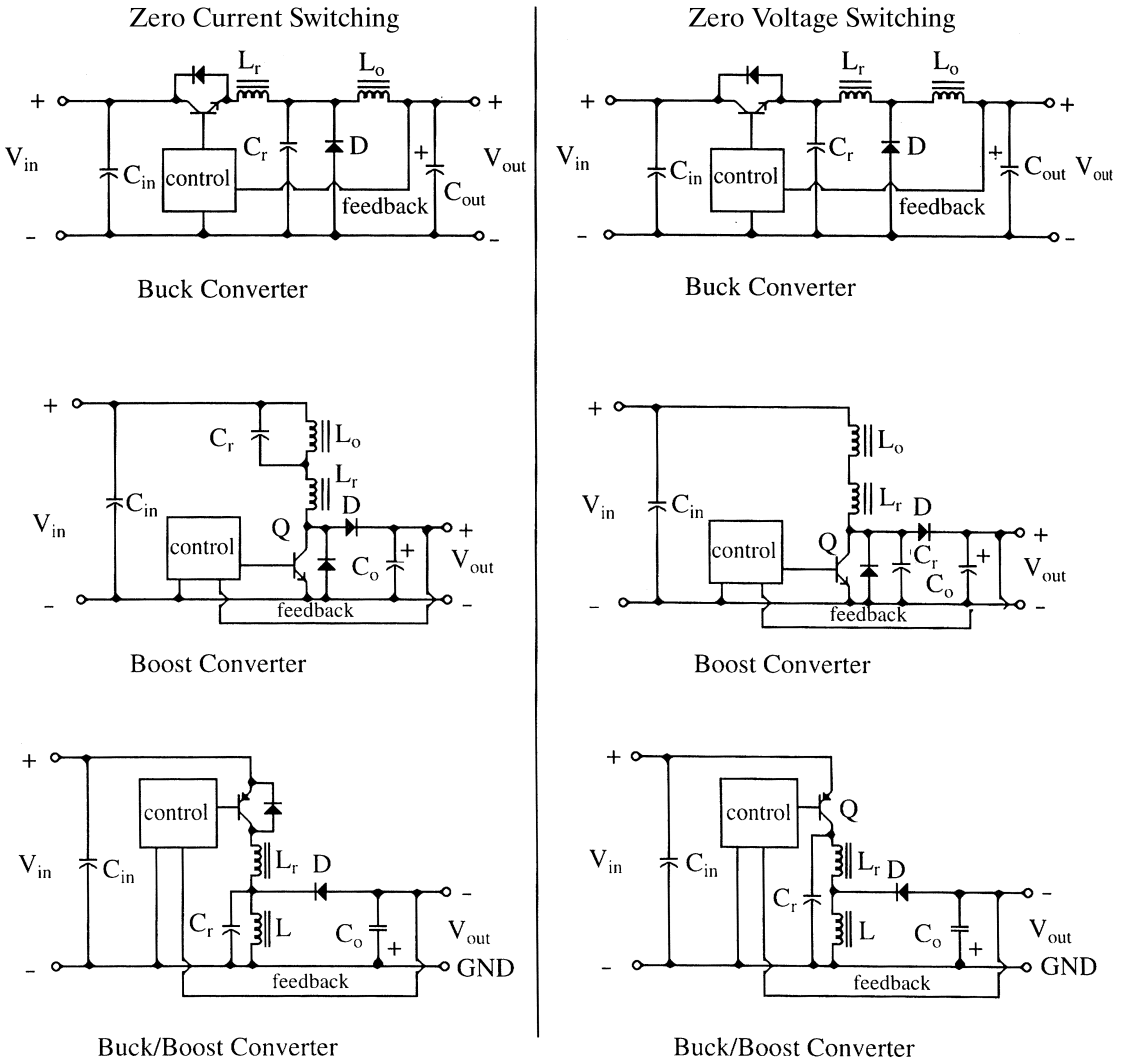 Zero Current Switching
Zero Voltage Switching
Lr
Lo
+
+
Vin
Cin
control
Cr
D
+
Cout
Vout
feedback
-
-
Buck Converter
Lr
Lo
+
+
Vin
Cin
control
Cr
D
+
Cout
Vout
feedback
-
-
Buck Converter
+
Cr
Lo
Lr
Vin
Cin
control
Q
D
+
Co
+
Vout
-
-
feedback
Boost Converter
+
Lo
Lr
Vin
Cin
control
Q
D
Cr
Co
+
+
Vout
-
-
feedback
Boost Converter
+
control
Vin
Cin
Lr
D
-
Cr
L
Co
+
Vout
-
GND
feedback
Buck/Boost Converter
+
control
Q
Vin
Cin
Lr
D
-
Cr
L
Co
+
Vout
-
GND
feedback
Buck/Boost Converter